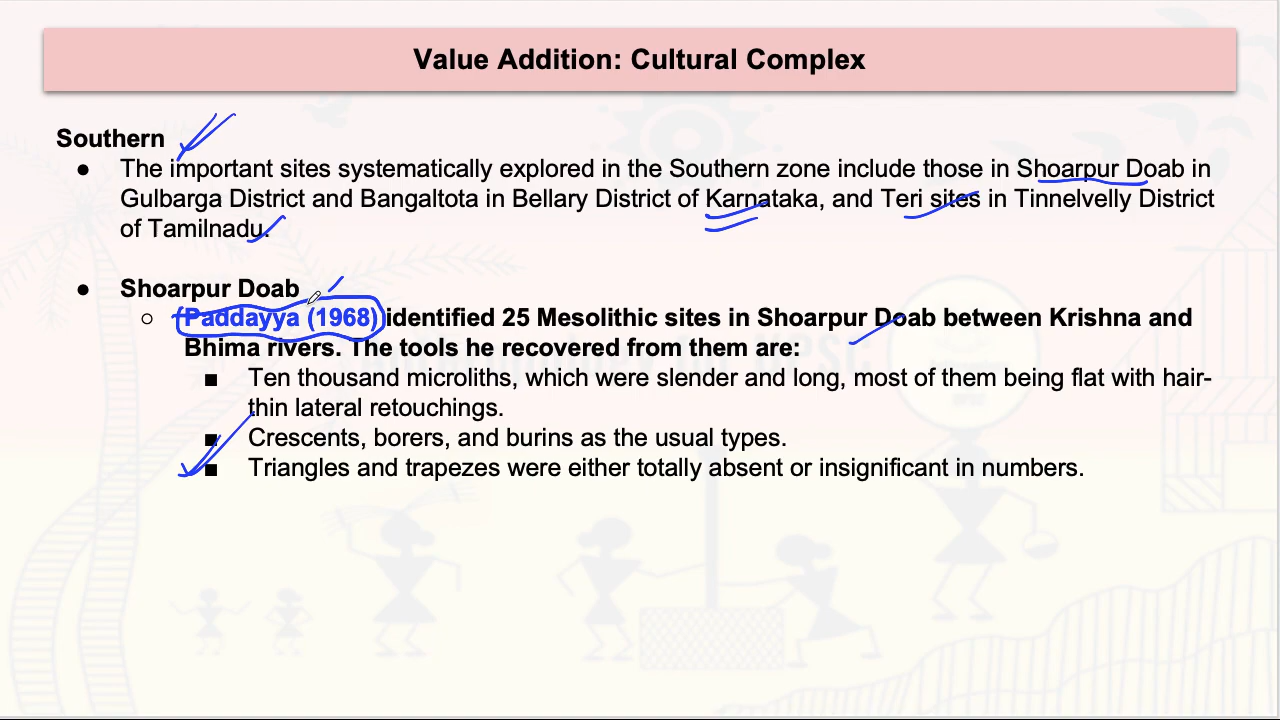 Value Addition: Cultural Complex
Southern
● The important sites systematically explored in the Southern zone include those in Shoarpur Doab in
Gulbarga District and Bangaltota in Bellary District of Karnataka, and Teri sites in Tinnelvelly District
of Tamilnadu.
● Shoarpur Doab
○ (Paddayya (1968) identified 25 Mesolithic sites in Shoarpur Doab between Krishna and
Bhima rivers. The tools he recovered from them are:
■ Ten thousand microliths, which were slender and long, most of them being flat with hair-
thin lateral retouchings.
■ Crescents, borers, and burins as the usual types.
■ Triangles and trapezes were either totally absent or insignificant in numbers.